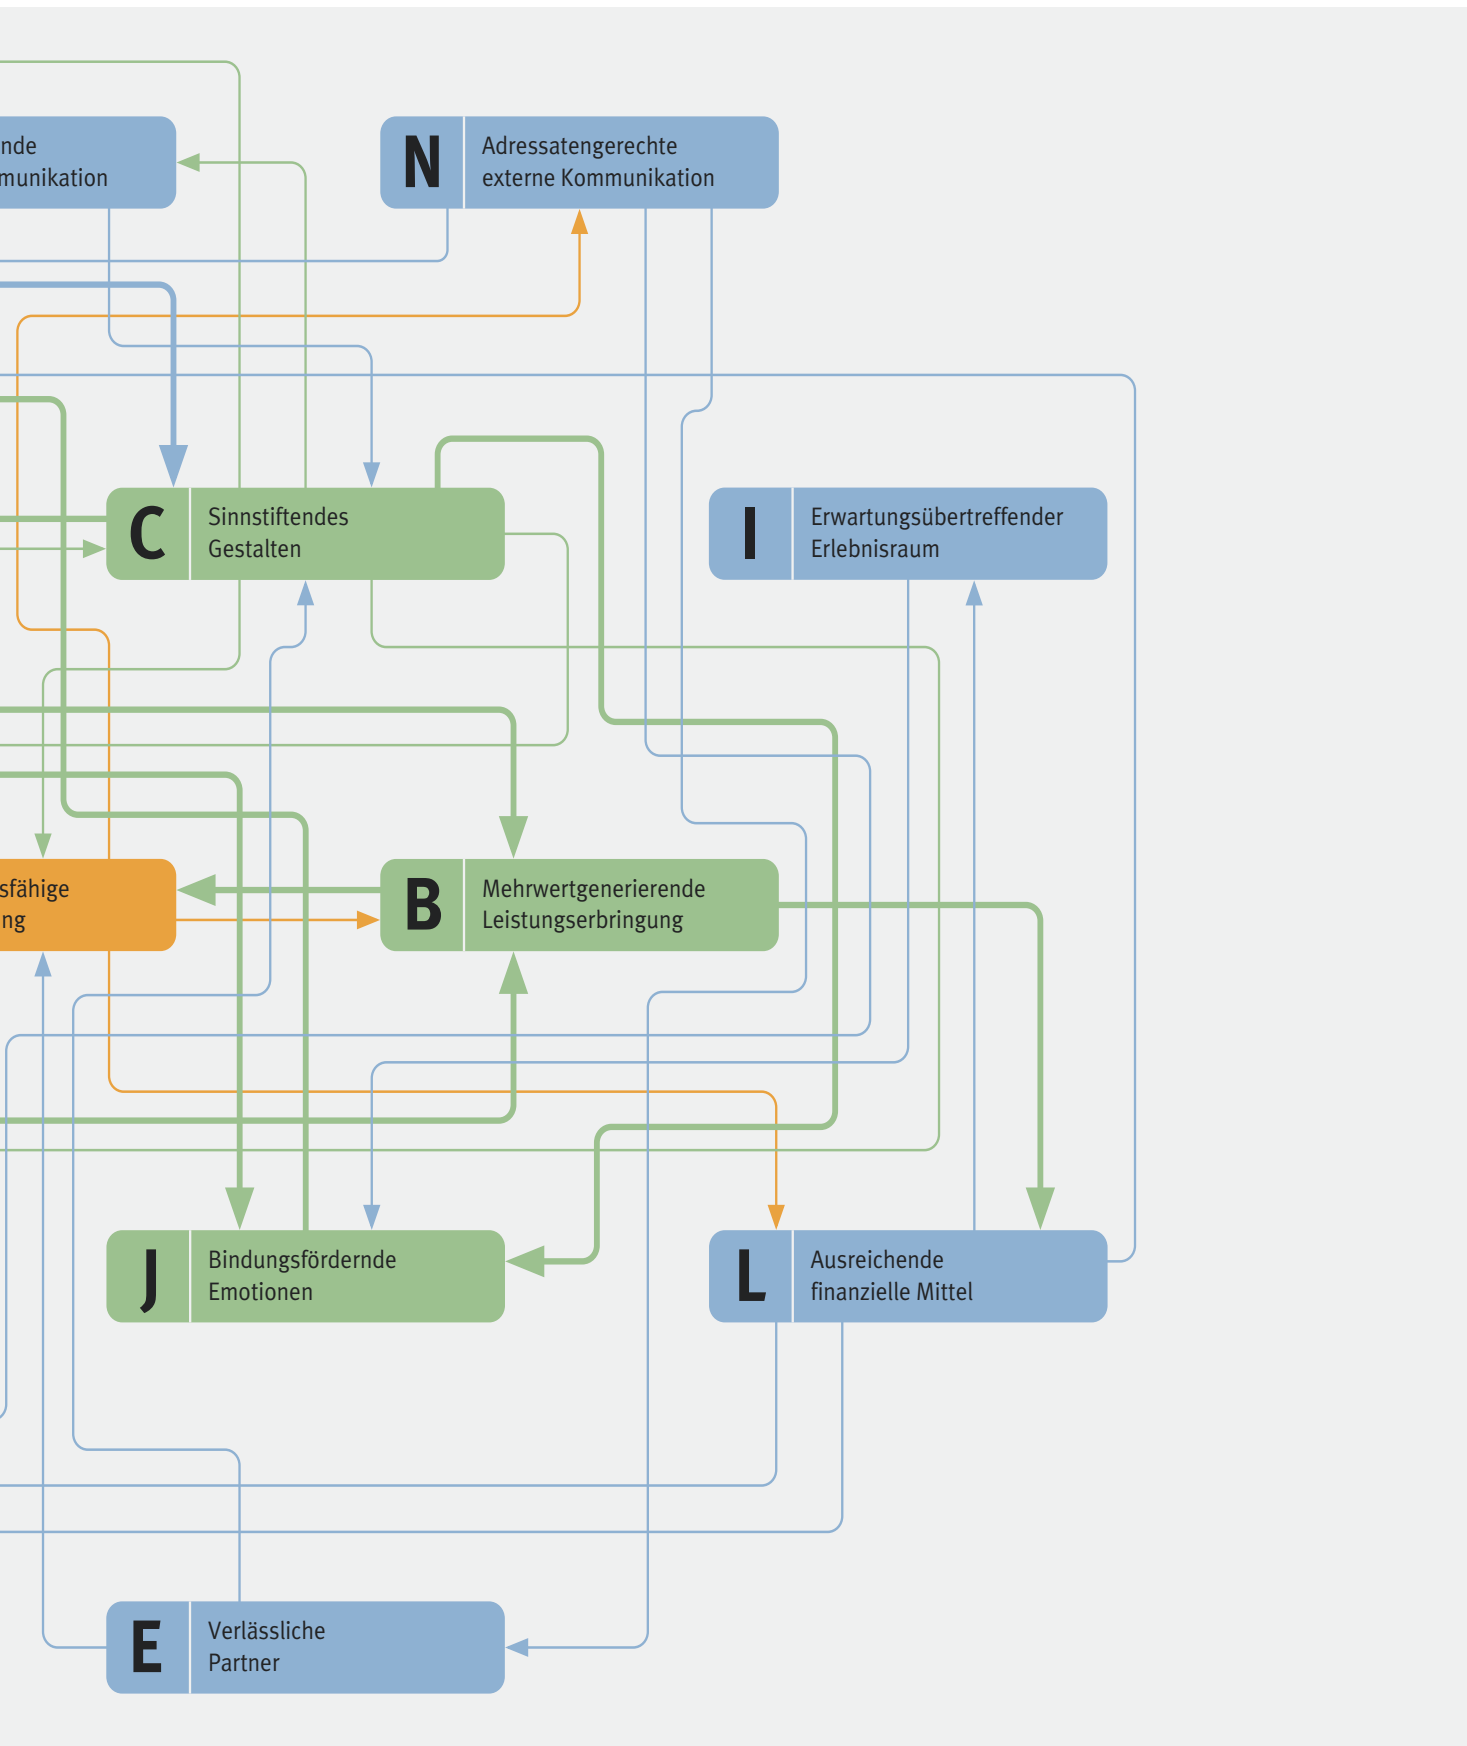 nde
munikation
N
Adressatengerechte
externe Kommunikation
C
Sinnstiftendes
Gestalten
I
Erwartungsübertreffender
Erlebnisraum
sfähige
ng
B
Mehrwertgenerierende
Leistungserbringung
J
Bindungsfördernde
Emotionen
L
Ausreichende
finanzielle Mittel
E
Verlässliche
Partner